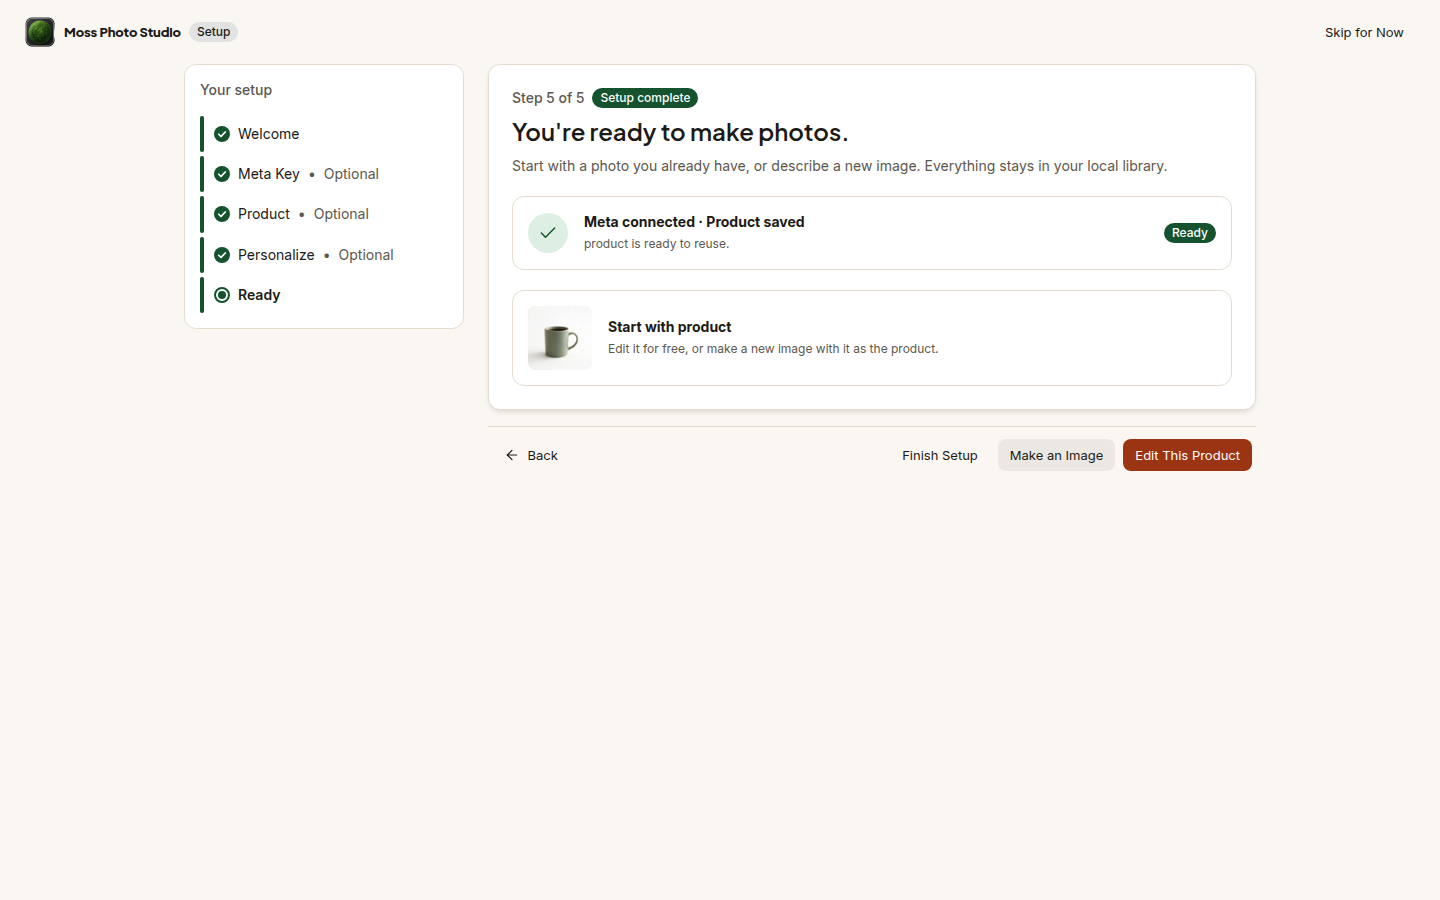 Moss Photo Studio
Setup
Skip for Now
Your setup
Welcome
Meta Key • Optional
Product • Optional
Personalize • Optional
Ready
Step 5 of 5
Setup complete
You're ready to make photos.
Start with a photo you already have, or describe a new image. Everything stays in your local library.
Meta connected · Product saved
product is ready to reuse.
Ready
Start with product
Edit it for free, or make a new image with it as the product.
Back
Finish Setup
Make an Image
Edit This Product